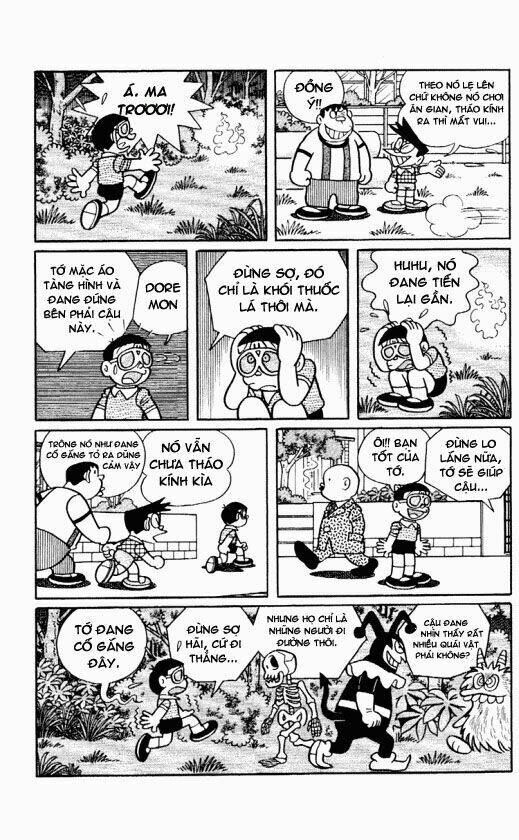 Á. MA
TRƠƠƠI!
ĐỒNG
Ý!!
THEO NÓ LẸ LÊN
CHỨ KHÔNG NÓ CHƠI
ĂN GIAN, THÁO KÍNH
RA THÌ MẤT VUI...
TỚ MẶC ÁO
TÀNG HÌNH VÀ
ĐANG ĐỨNG
BÊN PHẢI CẬU
NÀY.
DORE
MON
ĐỪNG SỢ, ĐÓ
CHỈ LÀ KHÓI THUỐC
LÁ THÔI MÀ.
HUHU, NÓ
ĐANG TIẾN
LẠI GẦN.
TRÔNG NÓ NHƯ ĐANG
CỐ GẮNG TỎ RA DŨNG
CẢM VẬY
NÓ VẪN
CHƯA THÁO
KÍNH KÌA
ÔI!! BẠN
TỐT CỦA
TỚ.
ĐỪNG LO
LẮNG NỮA,
TỚ SẼ GIÚP
CẬU...
TỚ ĐANG
CỐ GẮNG
ĐÂY.
ĐỪNG SỢ
HÃI, CỨ ĐI
THẲNG...
NHƯNG HỌ CHỈ LÀ
NHỮNG NGƯỜI ĐI
ĐƯỜNG THÔI.
CẬU ĐANG
NHÌN THẤY RẤT
NHIỀU QUÁI VẬT
PHẢI KHÔNG?